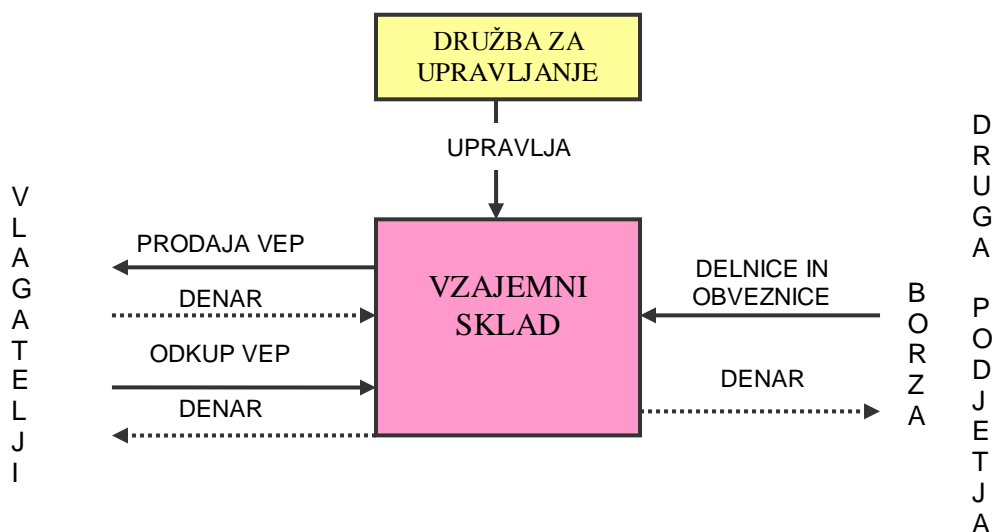 DRUŽBA ZA
UPRAVLJANJE
UPRAVLJA
VLAGATELJI
PRODAJA VEP
DENAR
ODKUP VEP
DENAR
VZAJEMNI
SKLAD
DELNICE IN
OBVEZNICE
DENAR
BORZA
DRUGA PODJETJA